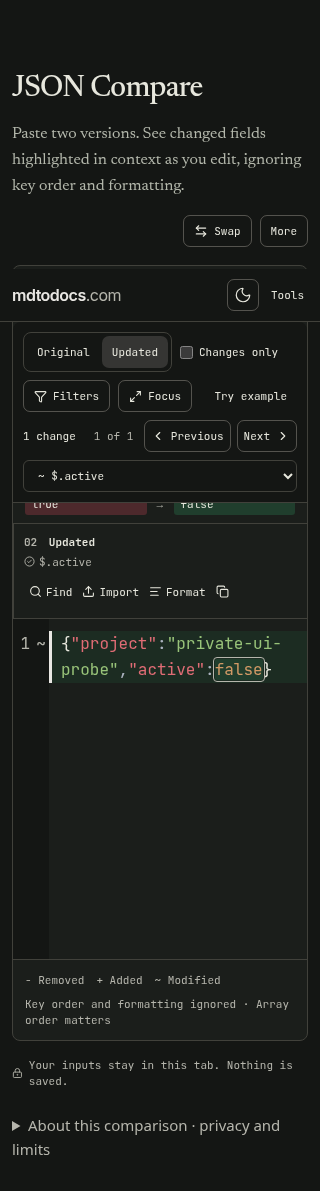 JSON Compare
Paste two versions. See changed fields
highlighted in context as you edit, ignoring
key order and formatting.
Swap More
mdtodocs.com Tools
Original Updated Changes only
Filters Focus Try example
1 change 1 of 1 Previous Next
~ $.active
true → false
02 Updated
$.active
Find Import Format
1 ~ {"project":"private-ui-
probe","active":false}
- Removed + Added ~ Modified
Key order and formatting ignored · Array
order matters
Your inputs stay in this tab. Nothing is
saved.
About this comparison · privacy and
limits